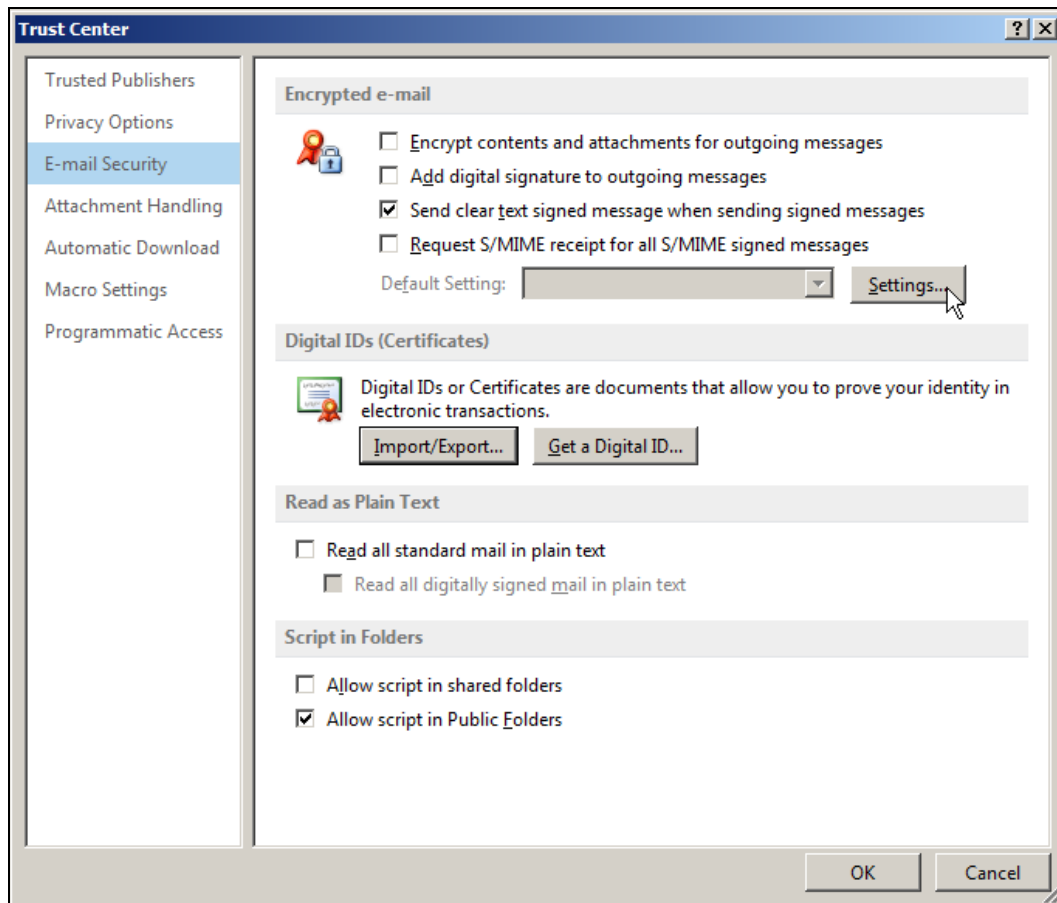 Trust Center
Trusted Publishers
Privacy Options
E-mail Security
Attachment Handling
Automatic Download
Macro Settings
Programmatic Access
Encrypted e-mail
Encrypt contents and attachments for outgoing messages
Add digital signature to outgoing messages
Send clear text signed message when sending signed messages
Request S/MIME receipt for all S/MIME signed messages
Default Setting:
Settings...
Digital IDs (Certificates)
Digital IDs or Certificates are documents that allow you to prove your identity in
electronic transactions.
Import/Export...
Get a Digital ID...
Read as Plain Text
Read all standard mail in plain text
Read all digitally signed mail in plain text
Script in Folders
Allow script in shared folders
Allow script in Public Folders
OK
Cancel